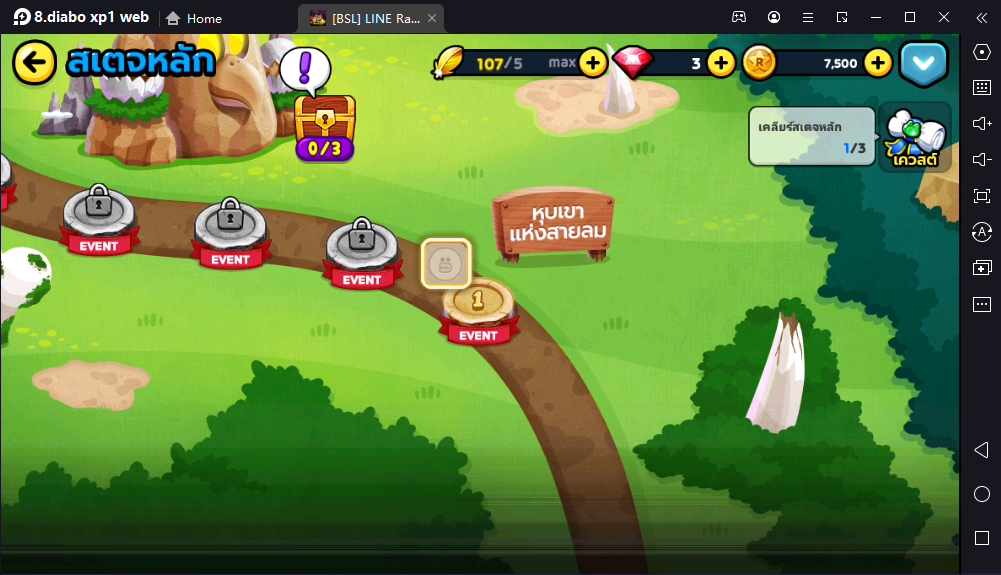 8.diabo xp1 web
Home
[BSL] LINE Ra...
สเตจหลัก
107/5 max
3
R
7,500
!
0/3
เคลียร์สเตจหลัก
1/3
เควสต์
หุบเขา
แห่งสายลม
EVENT
EVENT
EVENT
1
EVENT